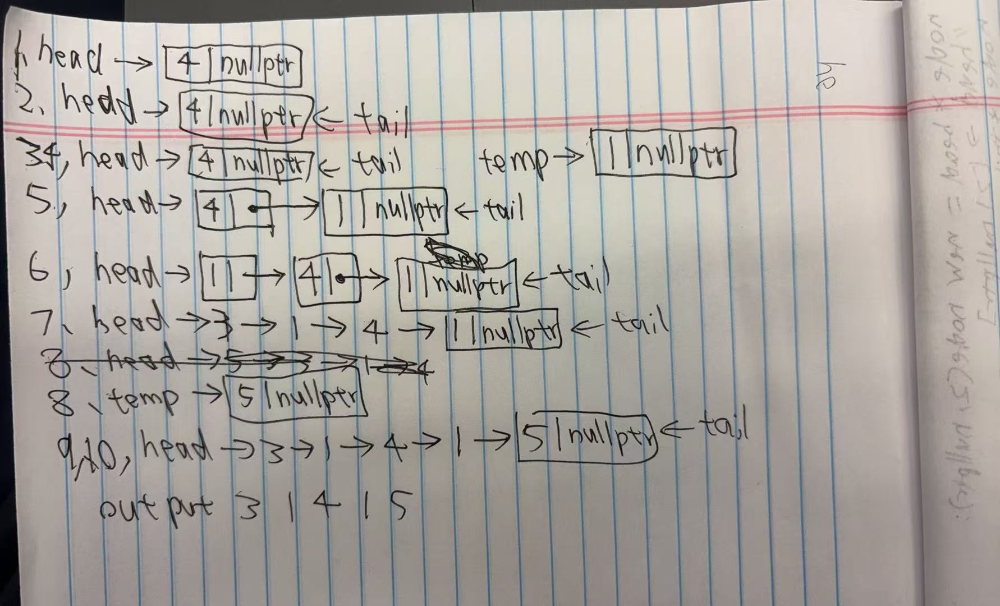 1, head → [4 | nullptr]
2, head → [4 | nullptr] ← tail
34, head → [4 | nullptr] ← tail temp → [1 | nullptr]
5, head → [4 | •] → [1 | nullptr] ← tail
6, head → [1 | ] → [4 | •] → [1 | nullptr] ← tail
7、head → 3 → 1 → 4 → [1 | nullptr] ← tail
8、head → 5 → 3 → 1 → 4
8、temp → [5 | nullptr]
9,10, head → 3 → 1 → 4 → 1 → [5 | nullptr] ← tail
output 3 1 4 1 5